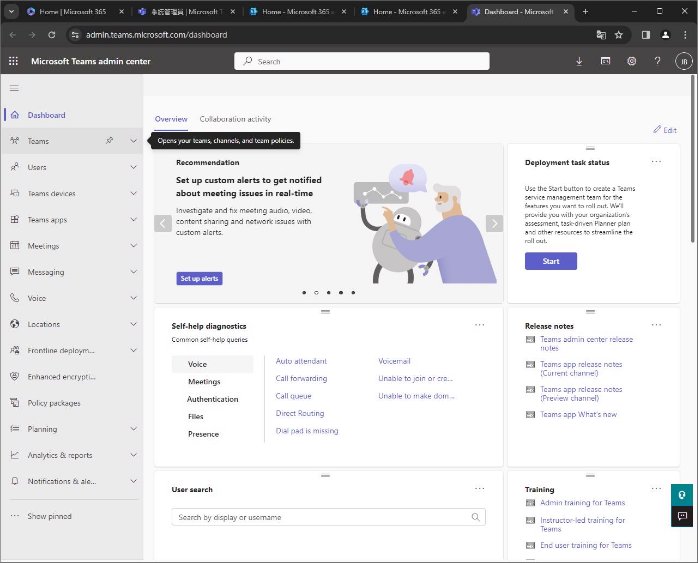 Home | Microsoft 365
Home - Microsoft 365
Home - Microsoft 365
Dashboard - Microsoft
admin.teams.microsoft.com/dashboard
Microsoft Teams admin center
Search
JB
Dashboard
Teams
Opens your teams, channels, and team policies.
Users
Teams devices
Teams apps
Meetings
Messaging
Voice
Locations
Frontline deploym...
Enhanced encrypti...
Policy packages
Planning
Analytics & reports
Notifications & ale...
Show pinned
Overview
Collaboration activity
Edit
Recommendation
Set up custom alerts to get notified
about meeting issues in real-time
Investigate and fix meeting audio, video,
content sharing and network issues with
custom alerts.
Set up alerts
Deployment task status
Use the Start button to create a Teams
service management team for the
features you want to roll out. We'll
provide you with your organization's
assessment, task-driven Planner plan
and other resources to streamline the
roll out.
Start
Self-help diagnostics
Common self-help queries
Voice
Meetings
Authentication
Files
Presence
Auto attendant
Call forwarding
Call queue
Direct Routing
Dial pad is missing
Voicemail
Unable to join or cre...
Unable to make dom...
Release notes
Teams admin center release
notes
Teams app release notes
(Current channel)
Teams app release notes
(Preview channel)
Teams app What's new
User search
Search by display or username
Training
Admin training for Teams
Instructor-led training for
Teams
End user training for Teams